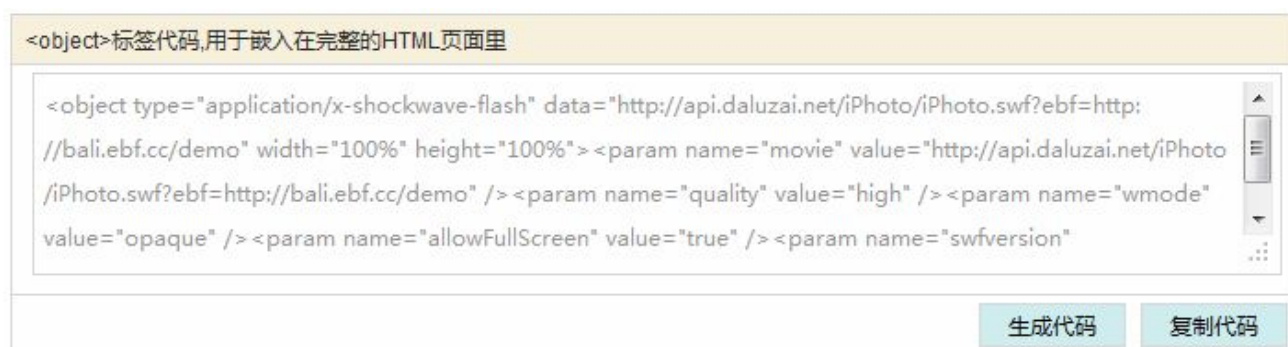 <object>标签代码,用于嵌入在完整的HTML页面里
<object type="application/x-shockwave-flash" data="http://api.daluzai.net/iPhoto/iPhoto.swf?ebf=http:
//bali.ebf.cc/demo" width="100%" height="100%"><param name="movie" value="http://api.daluzai.net/iPhoto
/iPhoto.swf?ebf=http://bali.ebf.cc/demo" /><param name="quality" value="high" /><param name="wmode"
value="opaque" /><param name="allowFullScreen" value="true" /><param name="swfversion"
生成代码 复制代码